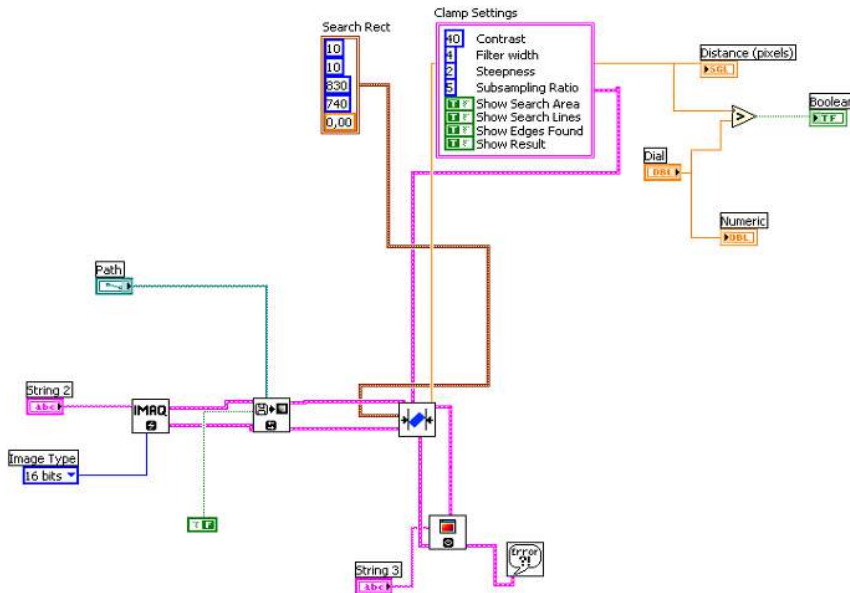 Clamp Settings
Search Rect
10
10
830
740
0,00
40 Contrast
4 Filter width
2 Steepness
5 Subsampling Ratio
T F Show Search Area
T F Show Search Lines
T F Show Edges Found
T F Show Result
Distance (pixels)
SGL
Boolean
TF
>
Dial
DBL
Numeric
DBL
Path
String 2
abc
IMAQ
Image Type
16 bits
T F
String 3
abc
Error
?!